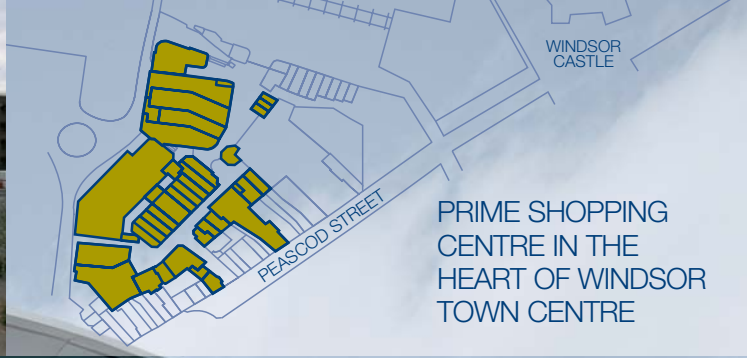 WINDSOR
CASTLE
PEASCOD STREET
PRIME SHOPPING
CENTRE IN THE
HEART OF WINDSOR
TOWN CENTRE